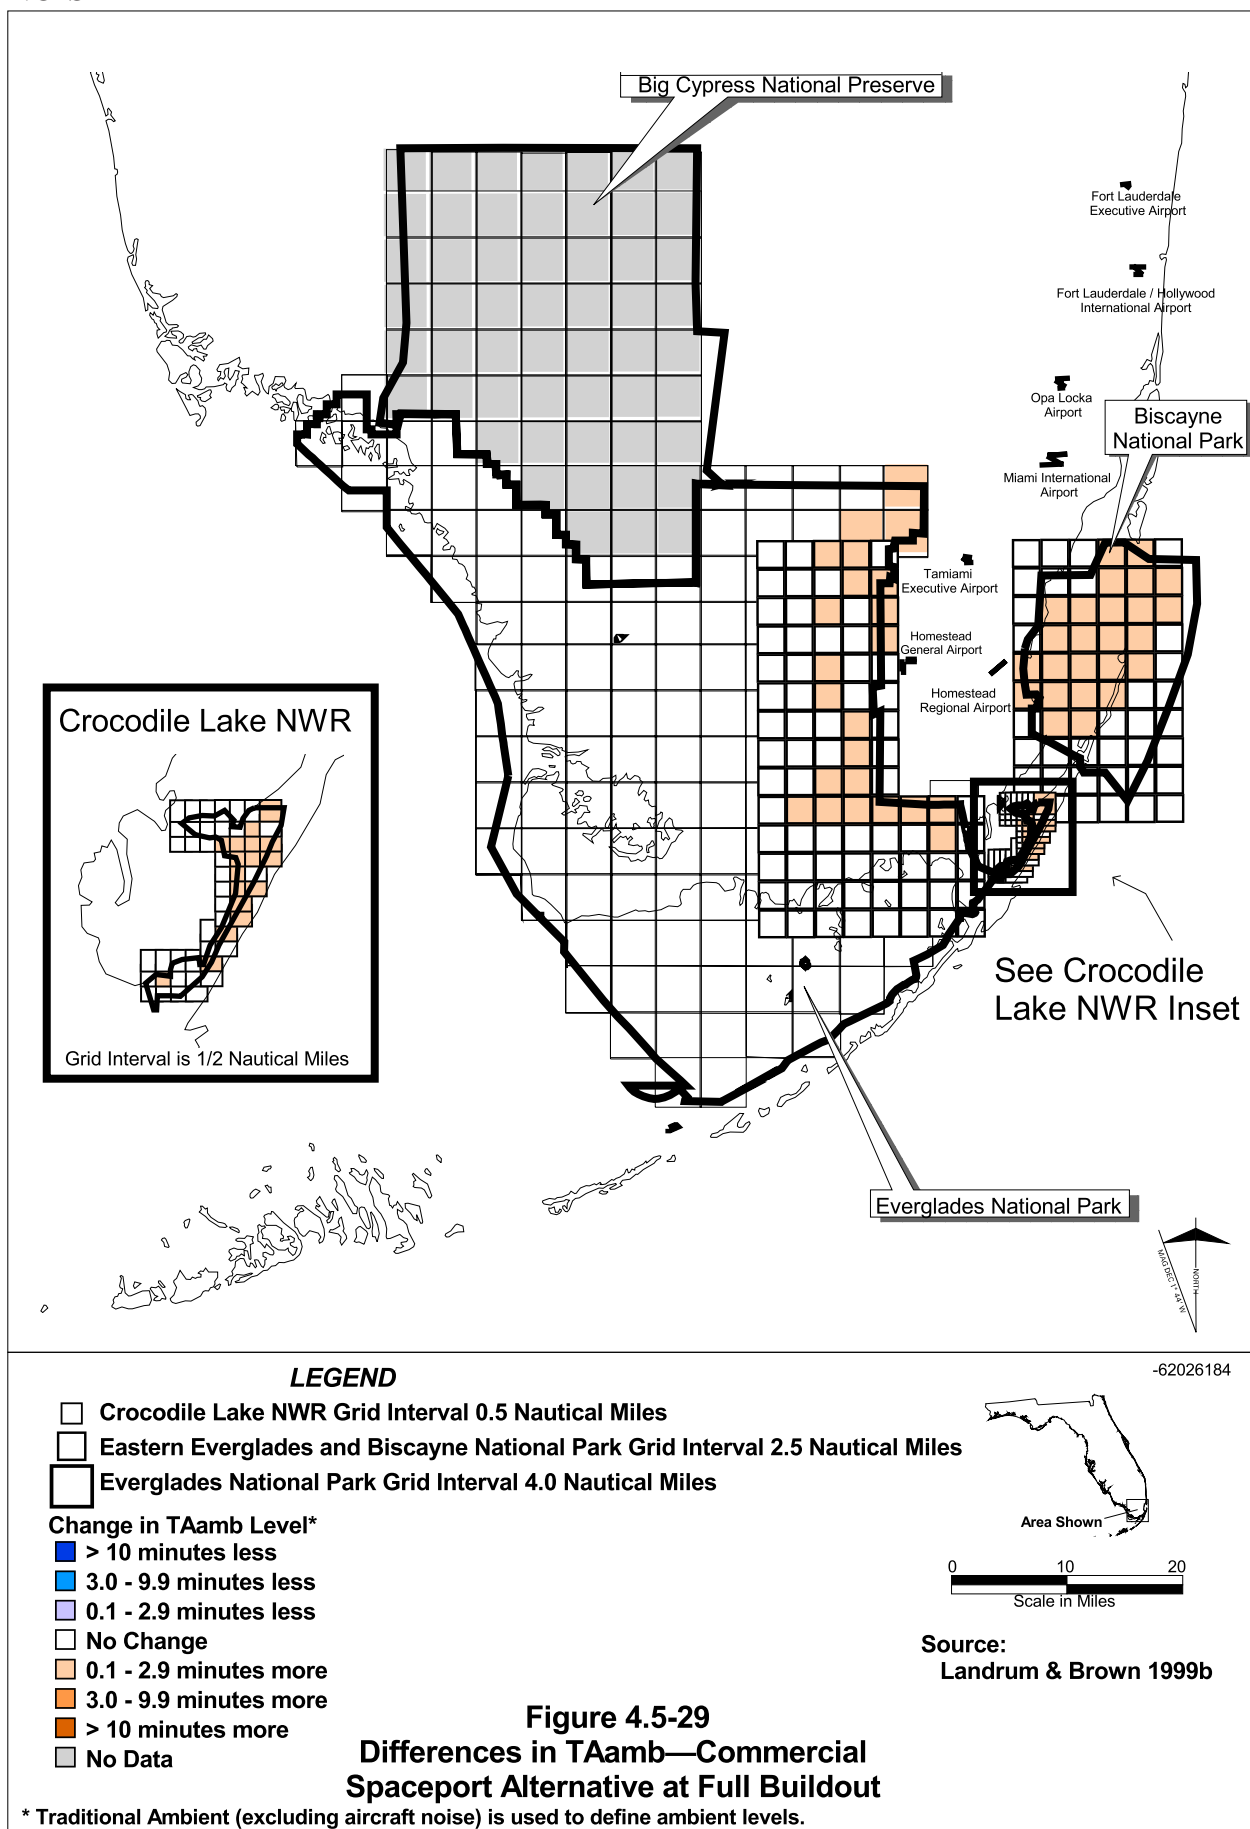 Big Cypress National Preserve
Fort Lauderdale
Executive Airport
Fort Lauderdale / Hollywood
International Airport
Opa Locka
Airport
Biscayne
National Park
Miami International
Airport
Tamiami
Executive Airport
Homestead
General Airport
Homestead
Regional Airport
Crocodile Lake NWR
Grid Interval is 1/2 Nautical Miles
See Crocodile
Lake NWR Inset
Everglades National Park
MAG DEC 1° 44' W
NORTH
LEGEND
-62026184
Crocodile Lake NWR Grid Interval 0.5 Nautical Miles
Eastern Everglades and Biscayne National Park Grid Interval 2.5 Nautical Miles
Everglades National Park Grid Interval 4.0 Nautical Miles
Change in TAamb Level*
> 10 minutes less
3.0 - 9.9 minutes less
0.1 - 2.9 minutes less
No Change
0.1 - 2.9 minutes more
3.0 - 9.9 minutes more
> 10 minutes more
No Data
Area Shown
0 10 20
Scale in Miles
Source:
Landrum & Brown 1999b
Figure 4.5-29
Differences in TAamb—Commercial
Spaceport Alternative at Full Buildout
* Traditional Ambient (excluding aircraft noise) is used to define ambient levels.